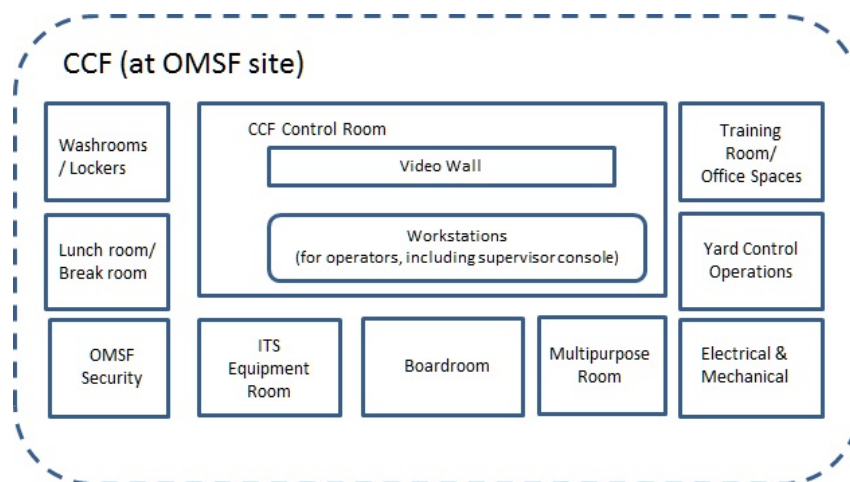 CCF (at OMSF site)
Washrooms
/ Lockers
CCF Control Room
Video Wall
Training
Room/
Office Spaces
Lunch room/
Break room
Workstations
(for operators, including supervisor console)
Yard Control
Operations
OMSF
Security
ITS
Equipment
Room
Boardroom
Multipurpose
Room
Electrical &
Mechanical